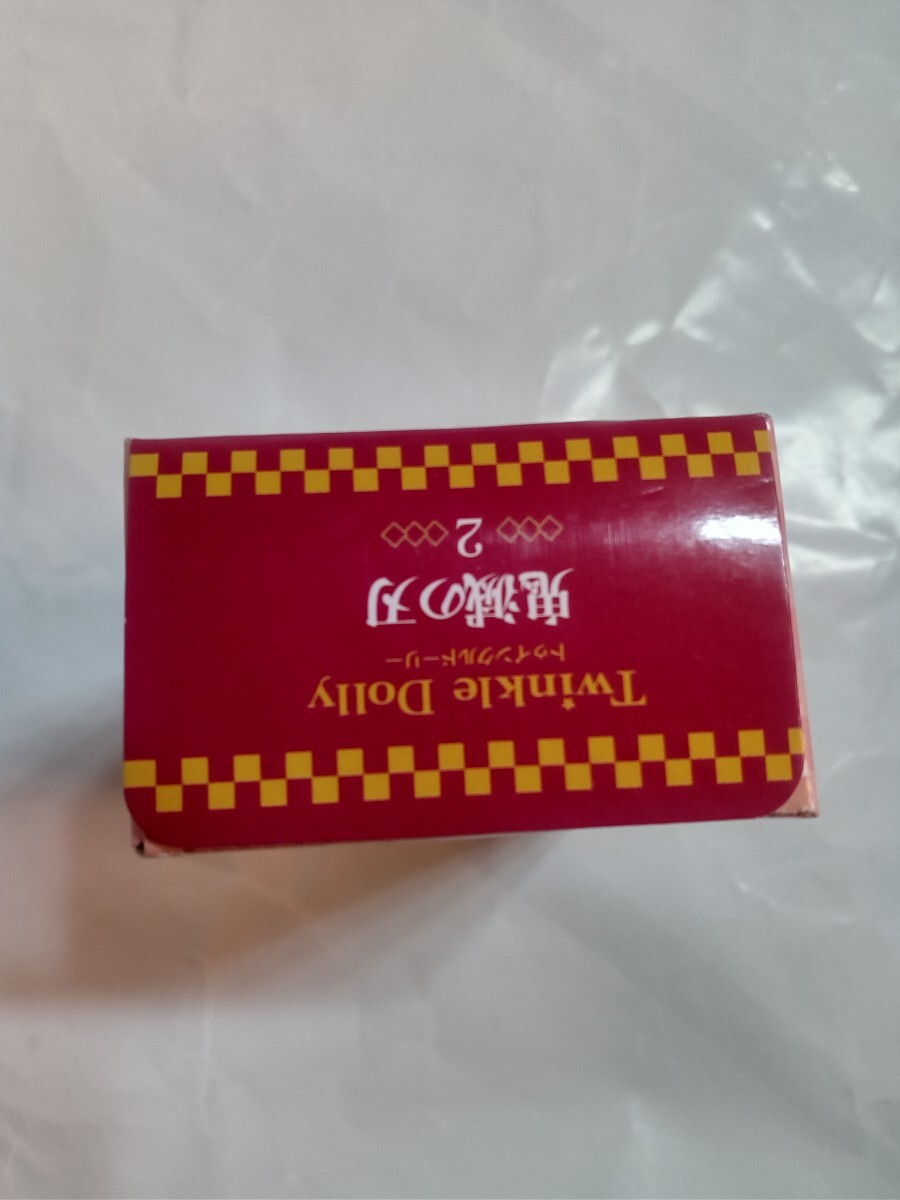 Twinkle Dolly
トゥインクルドーリー
鬼滅の刃
2